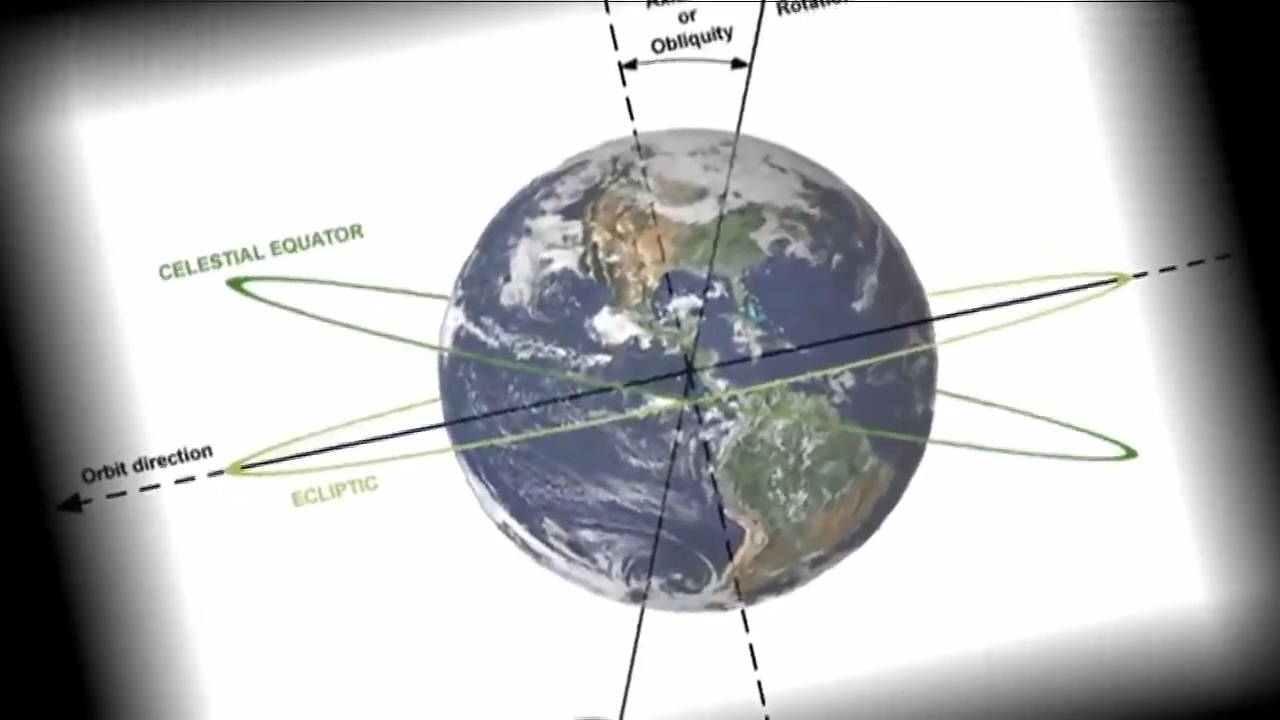 or
Obliquity
CELESTIAL EQUATOR
Orbit direction
ECLIPTIC